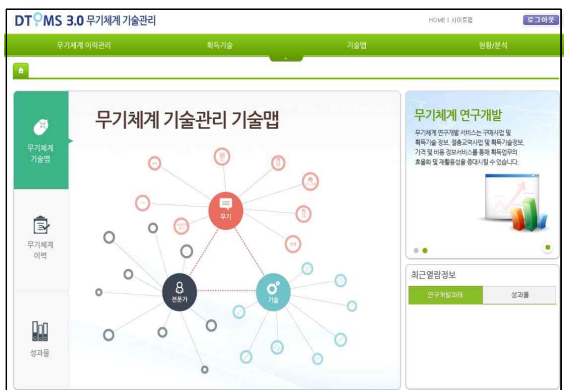 DTiMS 3.0 무기체계 기술관리
HOME I 사이트맵
로그아웃
무기체계 이력관리
획득기술
기술맵
현황/분석
무기체계
기술맵
무기체계
이력
성과물
무기체계 기술관리 기술맵
무기
전문가
기술
무기체계 연구개발
무기체계 연구개발 서비스는 구매사업 및
획득기술 정보, 절충교역사업 및 획득기술정보,
가격 및 비용 정보서비스를 통해 획득업무의
효율화 및 재활용성을 증대시킬 수 있습니다.
최근열람정보
연구개발과제
성과물